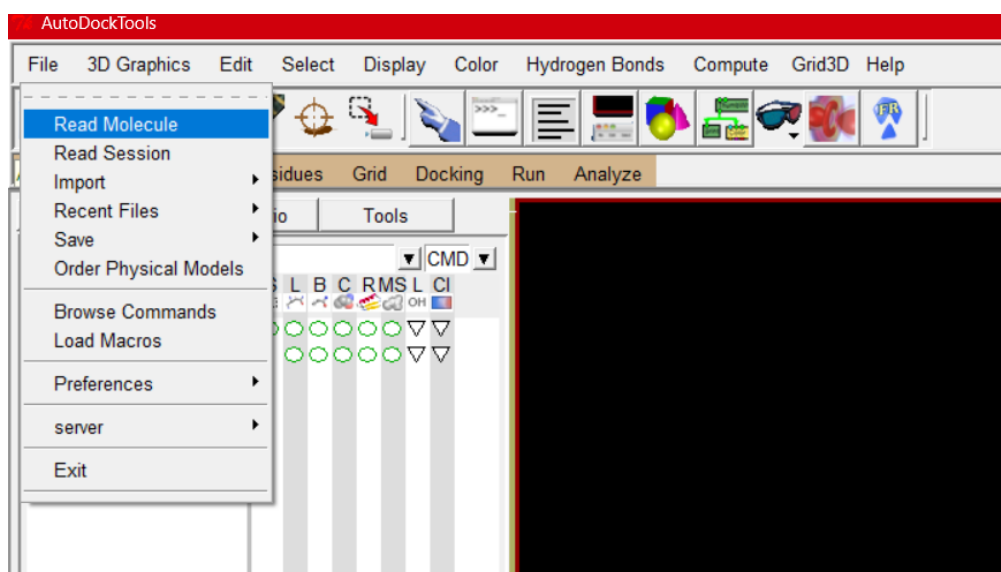 AutoDockTools
File 3D Graphics Edit Select Display Color Hydrogen Bonds Compute Grid3D Help
Read Molecule
Read Session
Import
Recent Files
Save
Order Physical Models
Browse Commands
Load Macros
Preferences
server
Exit
>>>_
Grid Docking Run Analyze
Tools
CMD
L B C R MS L Cl
OH